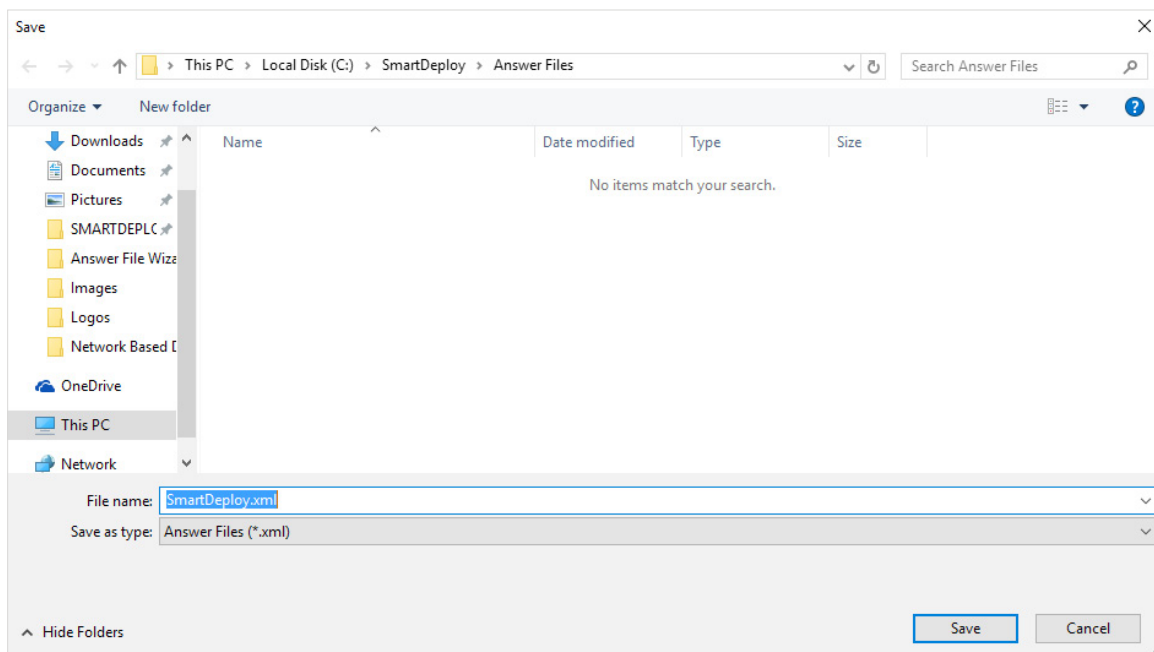 Save
This PC > Local Disk (C:) > SmartDeploy > Answer Files
Search Answer Files
Organize
New folder
Name
Date modified
Type
Size
No items match your search.
Downloads
Documents
Pictures
SMARTDEPLC
Answer File Wiza
Images
Logos
Network Based D
OneDrive
This PC
Network
File name: SmartDeploy.xml
Save as type: Answer Files (*.xml)
Hide Folders
Save
Cancel